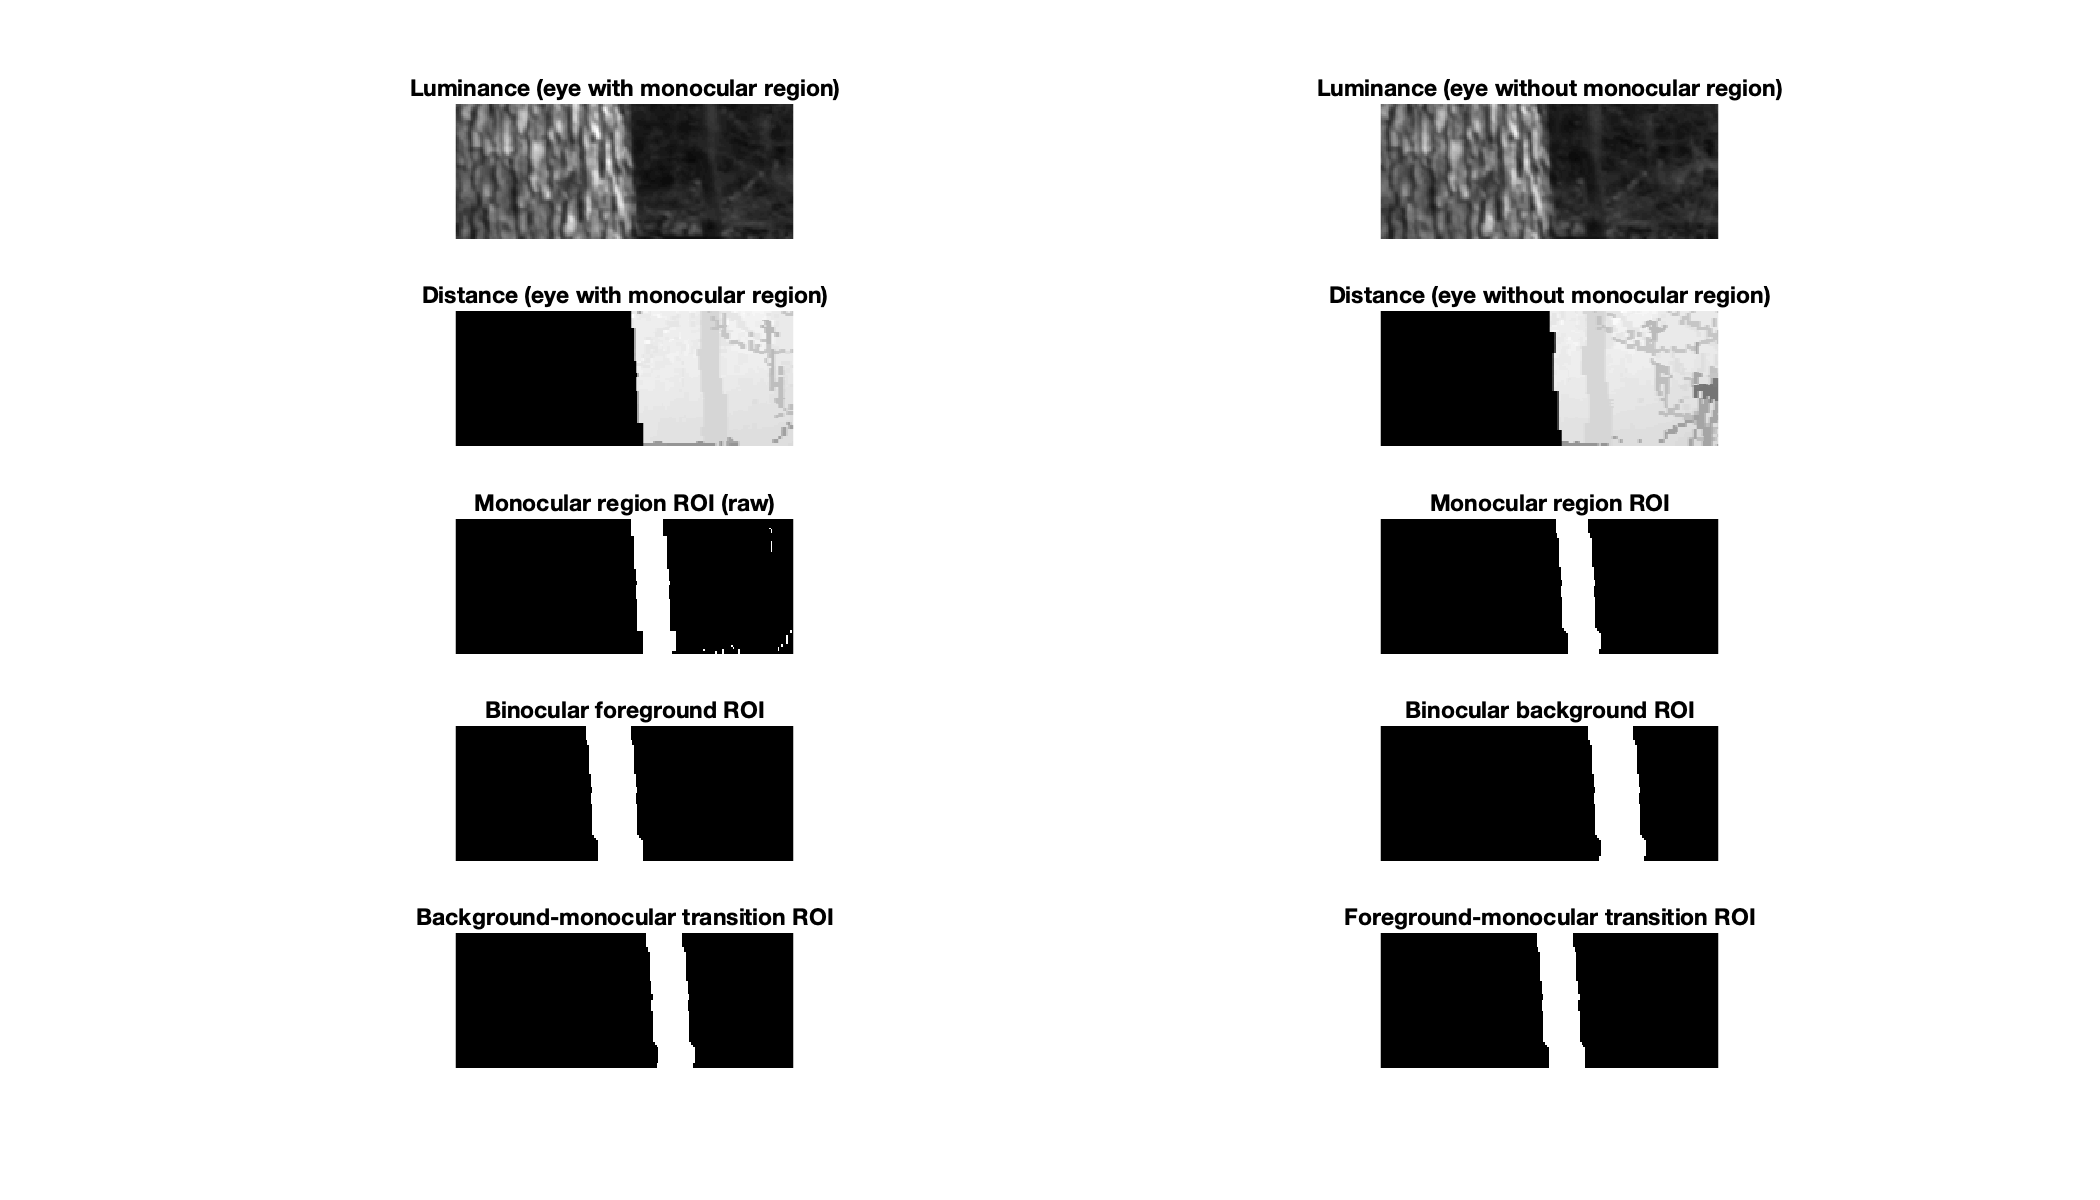 Luminance (eye with monocular region)
Luminance (eye without monocular region)
Distance (eye with monocular region)
Distance (eye without monocular region)
Monocular region ROI (raw)
Monocular region ROI
Binocular foreground ROI
Binocular background ROI
Background-monocular transition ROI
Foreground-monocular transition ROI